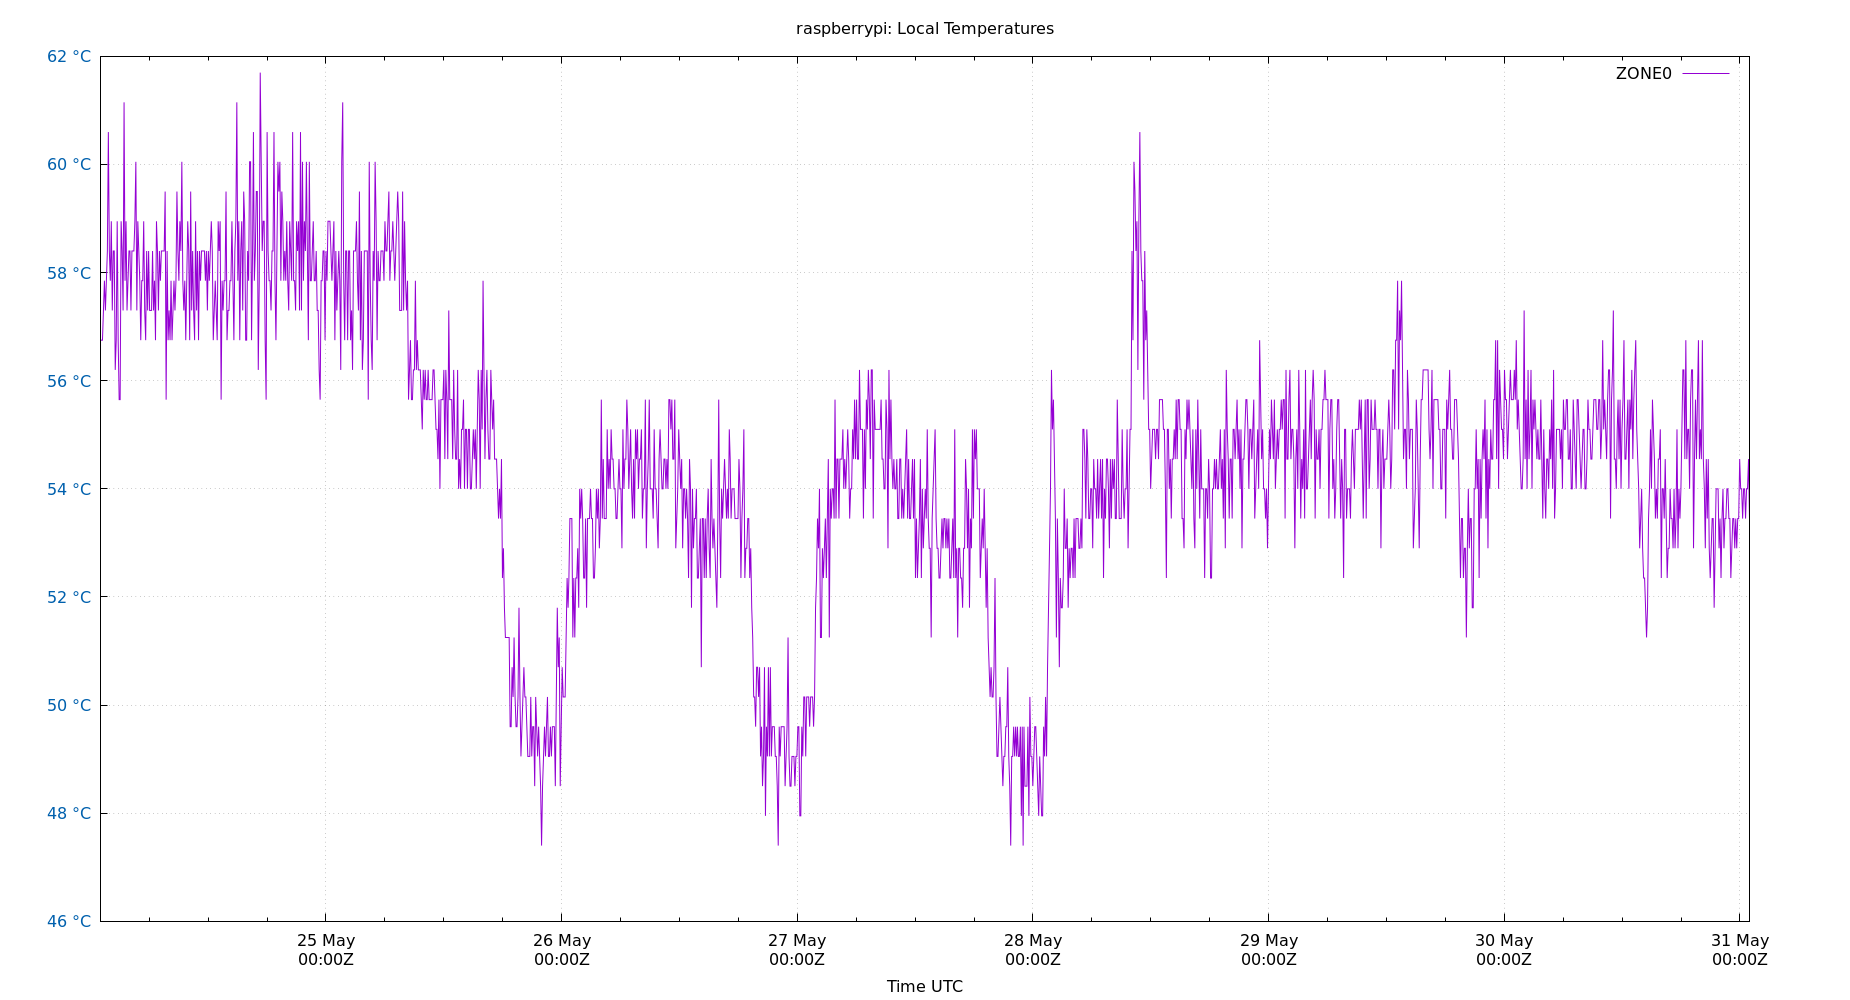 raspberrypi: Local Temperatures
62 °C
ZONE0
60 °C
58 °C
56 °C
54 °C
52 °C
50 °C
48 °C
46 °C
25 May 26 May 27 May 28 May 29 May 30 May 31 May
00:00Z 00:00Z 00:00Z 00:00Z 00:00Z 00:00Z 00:00Z
Time UTC